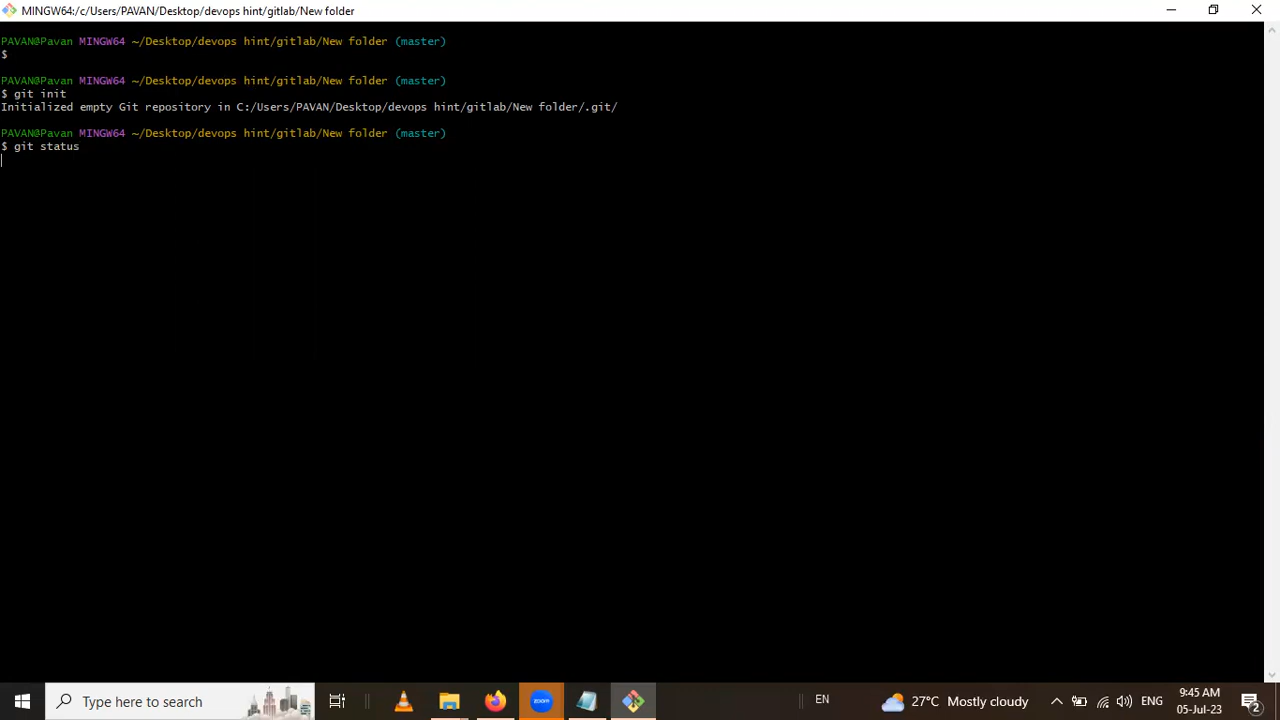 MINGW64:/c/Users/PAVAN/Desktop/devops hint/gitlab/New folder
PAVAN@Pavan MINGW64 ~/Desktop/devops hint/gitlab/New folder (master)
$
PAVAN@Pavan MINGW64 ~/Desktop/devops hint/gitlab/New folder (master)
$ git init
Initialized empty Git repository in C:/Users/PAVAN/Desktop/devops hint/gitlab/New folder/.git/
PAVAN@Pavan MINGW64 ~/Desktop/devops hint/gitlab/New folder (master)
$ git status
Type here to search
zoom
EN
27°C Mostly cloudy
ENG
9:45 AM
05-Jul-23
2